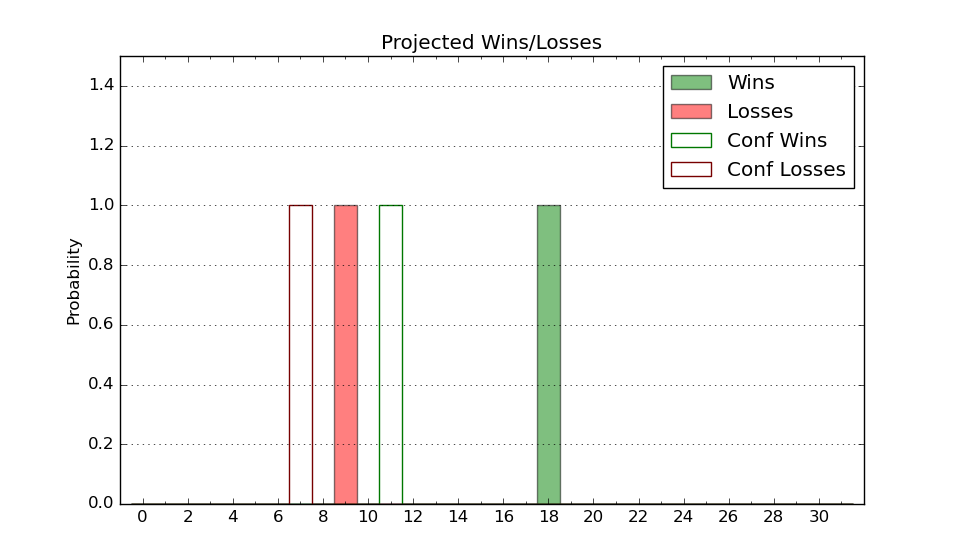 Projected Wins/Losses
Wins
Losses
Conf Wins
Conf Losses
Probability
1.4
1.2
1.0
0.8
0.6
0.4
0.2
0.0
0 2 4 6 8 10 12 14 16 18 20 22 24 26 28 30